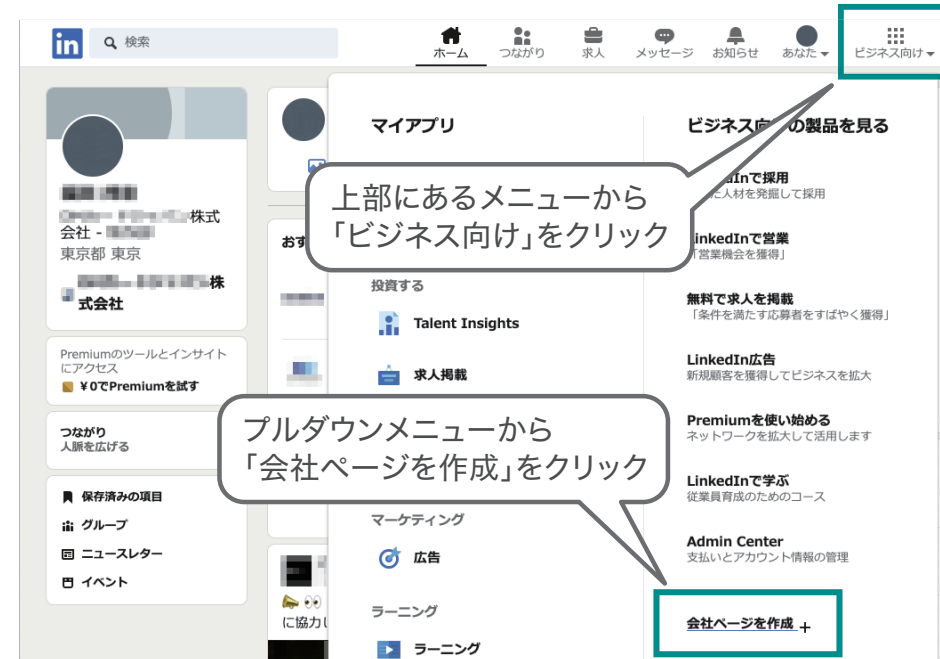 in
検索
ホーム
つながり
求人
メッセージ
お知らせ
あなた
ビジネス向け
株式
会社 -
東京都 東京
株
式会社
Premiumのツールとインサイト
にアクセス
￥0でPremiumを試す
つながり
人脈を広げる
保存済みの項目
グループ
ニュースレター
イベント
おす
に協力
マイアプリ
上部にあるメニューから
「ビジネス向け」をクリック
投資する
Talent Insights
求人掲載
プルダウンメニューから
「会社ページを作成」をクリック
マーケティング
広告
ラーニング
ラーニング
ビジネス向 の製品を見る
edInで採用
た人材を発掘して採用
inkedInで営業
「営業機会を獲得」
無料で求人を掲載
「条件を満たす応募者をすばやく獲得」
LinkedIn広告
新規顧客を獲得してビジネスを拡大
Premiumを使い始める
ネットワークを拡大して活用します
LinkedInで学ぶ
従業員育成のためのコース
Admin Center
支払いとアカウント情報の管理
会社ページを作成 +